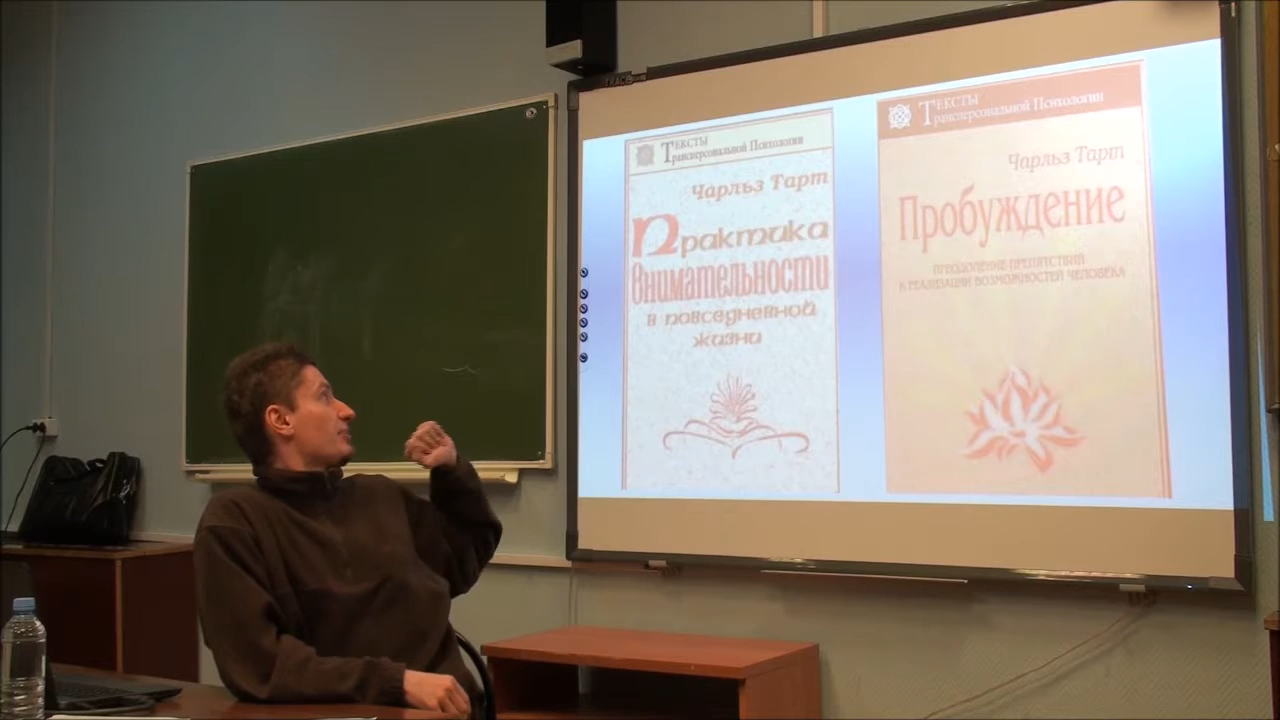 ТЕКСТЫ
Трансперсональной Психологии
Чарльз Тарт
Практика
Внимательности
в повседневной
жизни
ТЕКСТЫ
Трансперсональной Психологии
Чарльз Тарт
Пробуждение
ПРЕОДОЛЕНИЕ ПРЕПЯТСТВИЙ
К РЕАЛИЗАЦИИ ВОЗМОЖНОСТЕЙ ЧЕЛОВЕКА